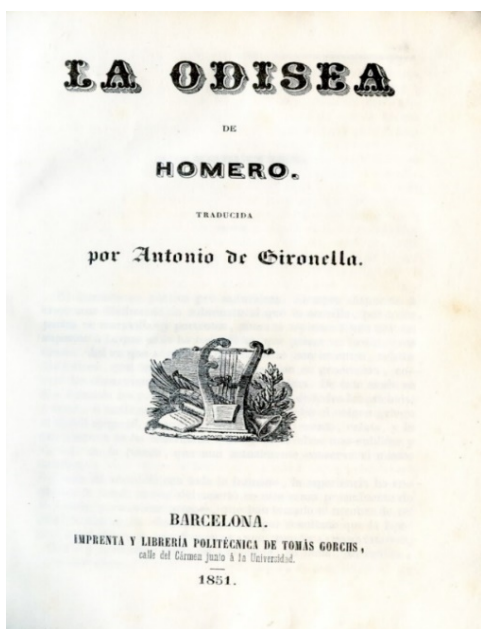 LA ODISEA
DE
HOMERO.
TRADUCIDA
por Antonio de Gironella.
BARCELONA.
IMPRENTA Y LIBRERÍA POLITÉCNICA DE TOMÁS GORCHS,
calle del Cármen junto á la Universidad.
1851.